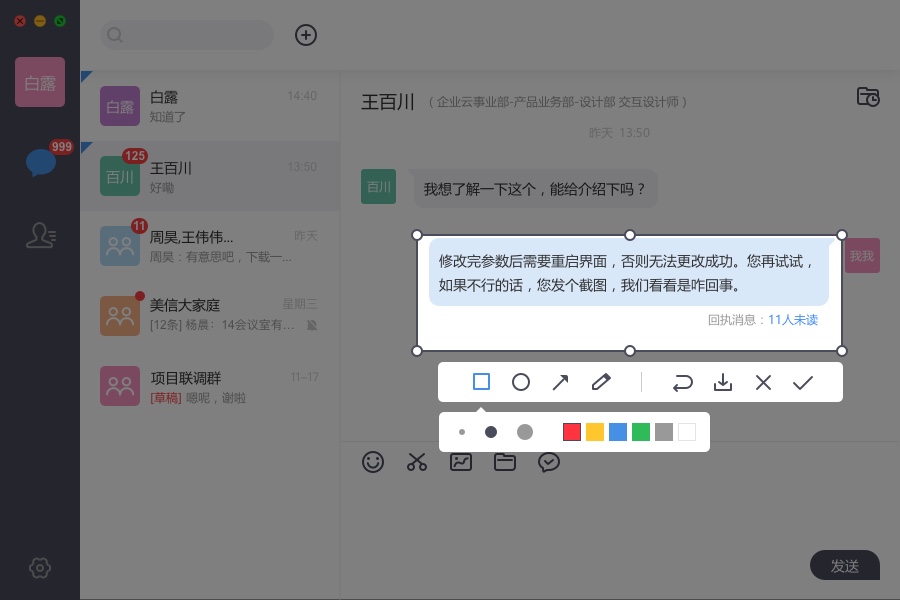 白露
999
白露
14:40
知道了
125
百川
王百川
13:50
好嘞
11
周昊,王伟伟...
昨天
周昊：有意思吧，下载一...
美信大家庭
星期三
[12条] 杨晨：14会议室有...
项目联调群
11-17
[草稿] 嗯呢，谢啦
王百川 （ 企业云事业部-产品业务部-设计部 交互设计师 ）
昨天 13:50
百川
我想了解一下这个，能给介绍下吗？
我我
修改完参数后需要重启界面，否则无法更改成功。您再试试，
如果不行的话，您发个截图，我们看看是咋回事。
回执消息：11人未读
发送